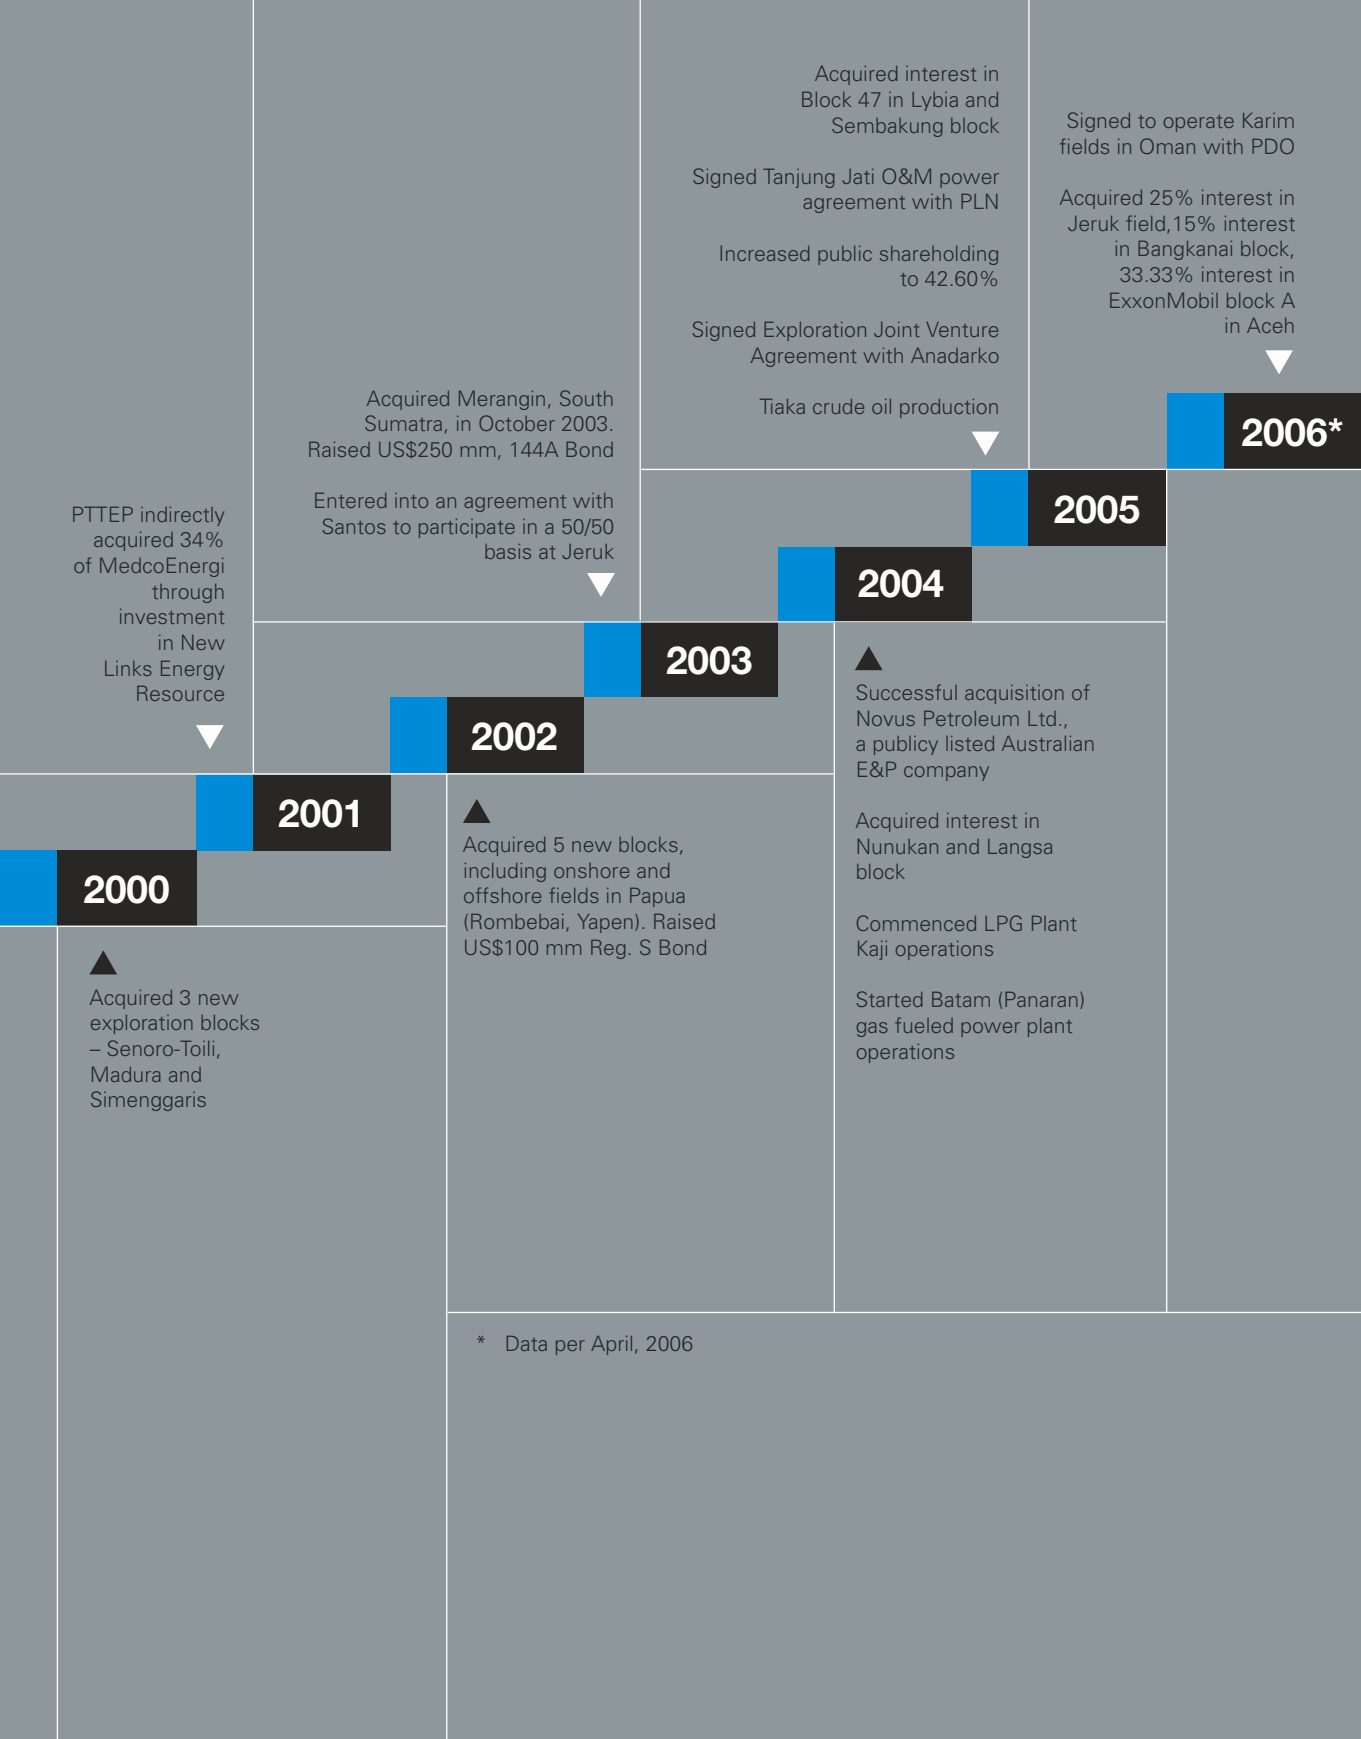 Acquired interest in
Block 47 in Lybia and
Sembakung block
Signed Tanjung Jati O&M power
agreement with PLN
Increased public shareholding
to 42.60%
Signed Exploration Joint Venture
Agreement with Anadarko
Tiaka crude oil production
Signed to operate Karim
fields in Oman with PDO
Acquired 25% interest in
Jeruk field,15% interest
in Bangkanai block,
33.33% interest in
ExxonMobil block A
in Aceh
Acquired Merangin, South
Sumatra, in October 2003.
Raised US$250 mm, 144A Bond
Entered into an agreement with
Santos to participate in a 50/50
basis at Jeruk
PTTEP indirectly
acquired 34%
of MedcoEnergi
through
investment
in New
Links Energy
Resource
2006*
2005
2004
2003
2002
2001
2000
Successful acquisition of
Novus Petroleum Ltd.,
a publicy listed Australian
E&P company
Acquired interest in
Nunukan and Langsa
block
Commenced LPG Plant
Kaji operations
Started Batam (Panaran)
gas fueled power plant
operations
Acquired 5 new blocks,
including onshore and
offshore fields in Papua
(Rombebai, Yapen). Raised
US$100 mm Reg. S Bond
Acquired 3 new
exploration blocks
– Senoro-Toili,
Madura and
Simenggaris
* Data per April, 2006